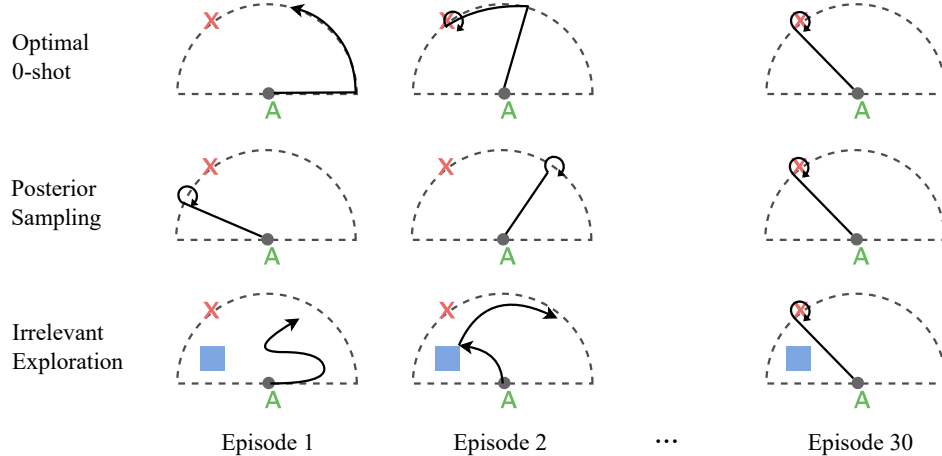 Optimal
0-shot
X
A
X
A
X
A
Posterior
Sampling
X
A
X
A
X
A
Irrelevant
Exploration
X
A
X
A
X
A
Episode 1
Episode 2
...
Episode 30